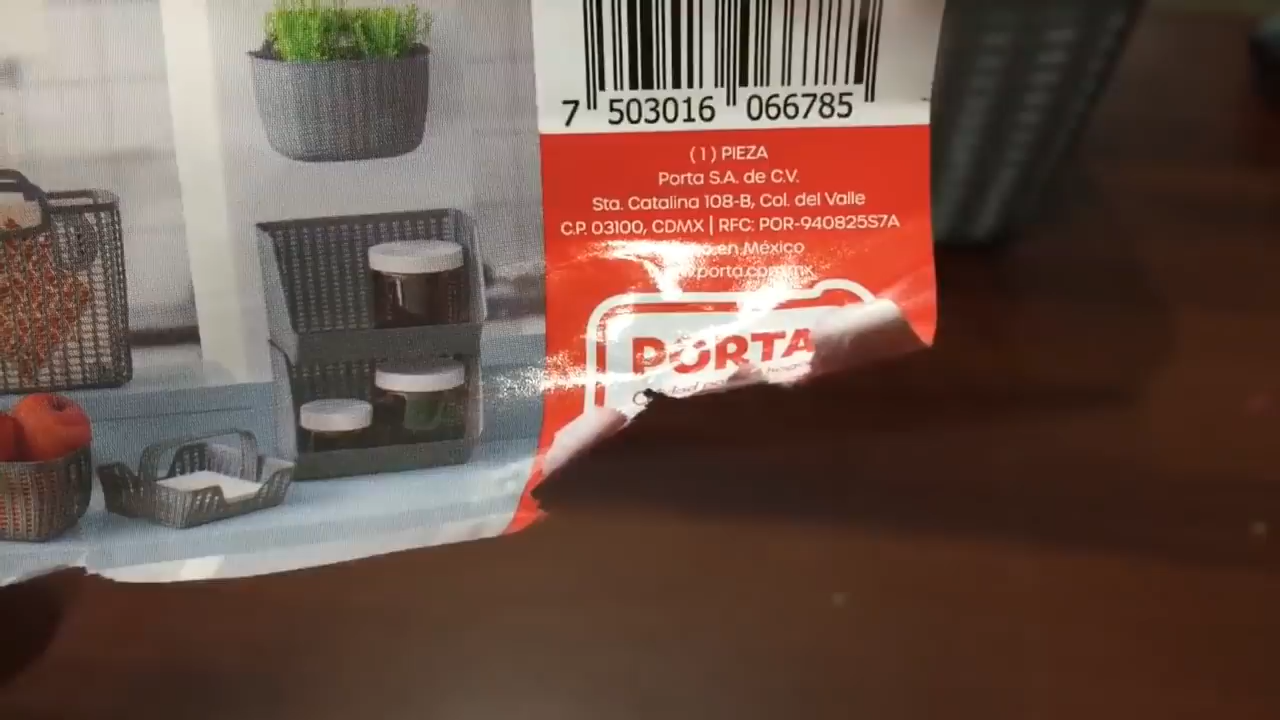 7 503016 066785
(1) PIEZA
Porta S.A. de C.V.
Sta. Catalina 108-B, Col. del Valle
C.P. 03100, CDMX | RFC: POR-940825S7A
en México
www.porta.com.mx
PORTA